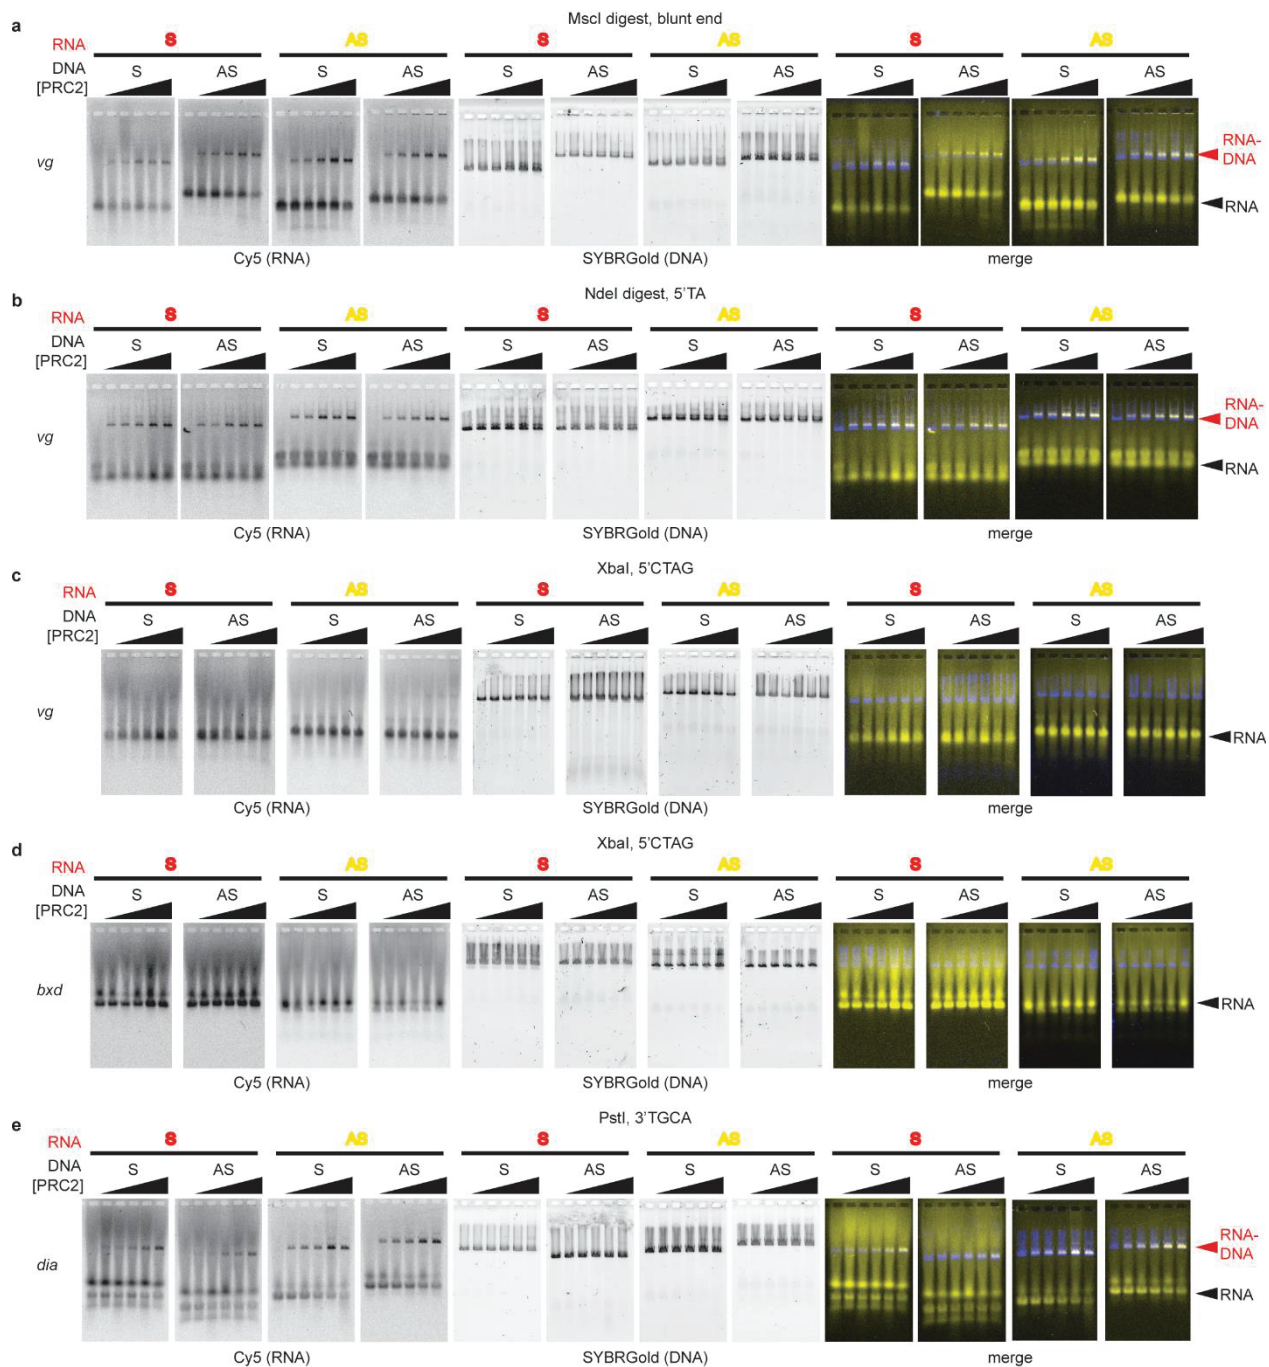 a
MscI digest, blunt end
RNA S AS S AS S AS
DNA S AS S AS S AS S AS S AS S AS
[PRC2]
vg
RNA-
DNA
RNA
Cy5 (RNA) SYBRGold (DNA) merge
b
NdeI digest, 5'TA
RNA S AS S AS S AS
DNA S AS S AS S AS S AS S AS S AS
[PRC2]
vg
RNA-
DNA
RNA
Cy5 (RNA) SYBRGold (DNA) merge
c
XbaI, 5'CTAG
RNA S AS S AS S AS
DNA S AS S AS S AS S AS S AS S AS
[PRC2]
vg
RNA
Cy5 (RNA) SYBRGold (DNA) merge
d
XbaI, 5'CTAG
RNA S AS S AS S AS
DNA S AS S AS S AS S AS S AS S AS
[PRC2]
bxd
RNA
Cy5 (RNA) SYBRGold (DNA) merge
e
PstI, 3'TGCA
RNA S AS S AS S AS
DNA S AS S AS S AS S AS S AS S AS
[PRC2]
dia
RNA-
DNA
RNA
Cy5 (RNA) SYBRGold (DNA) merge